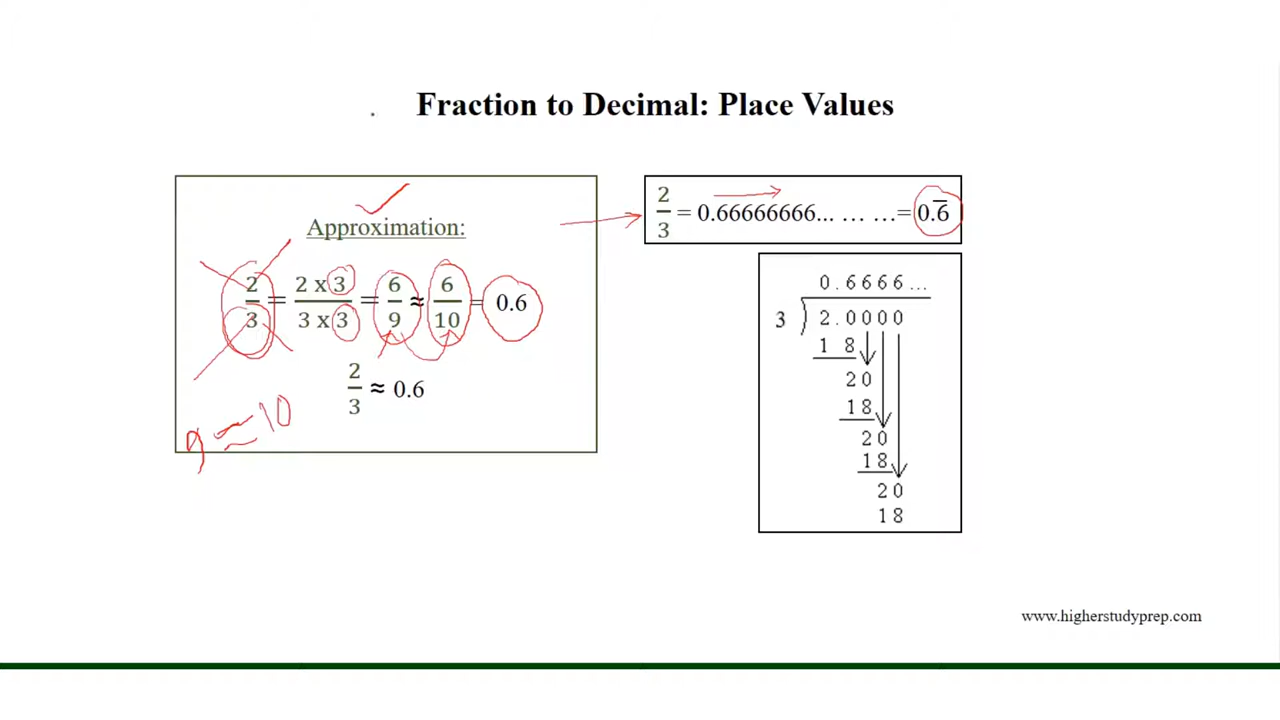 Fraction to Decimal: Place Values
Approximation:
2/3 = 2 x 3/3 x 3 = 6/9 ≈ 6/10 = 0.6
2/3 ≈ 0.6
9 ≈ 10
2/3 = 0.66666666... ... ...= 0.6̅
0.6666...
3 ) 2.0000
18
20
18
20
18
20
18
www.higherstudyprep.com